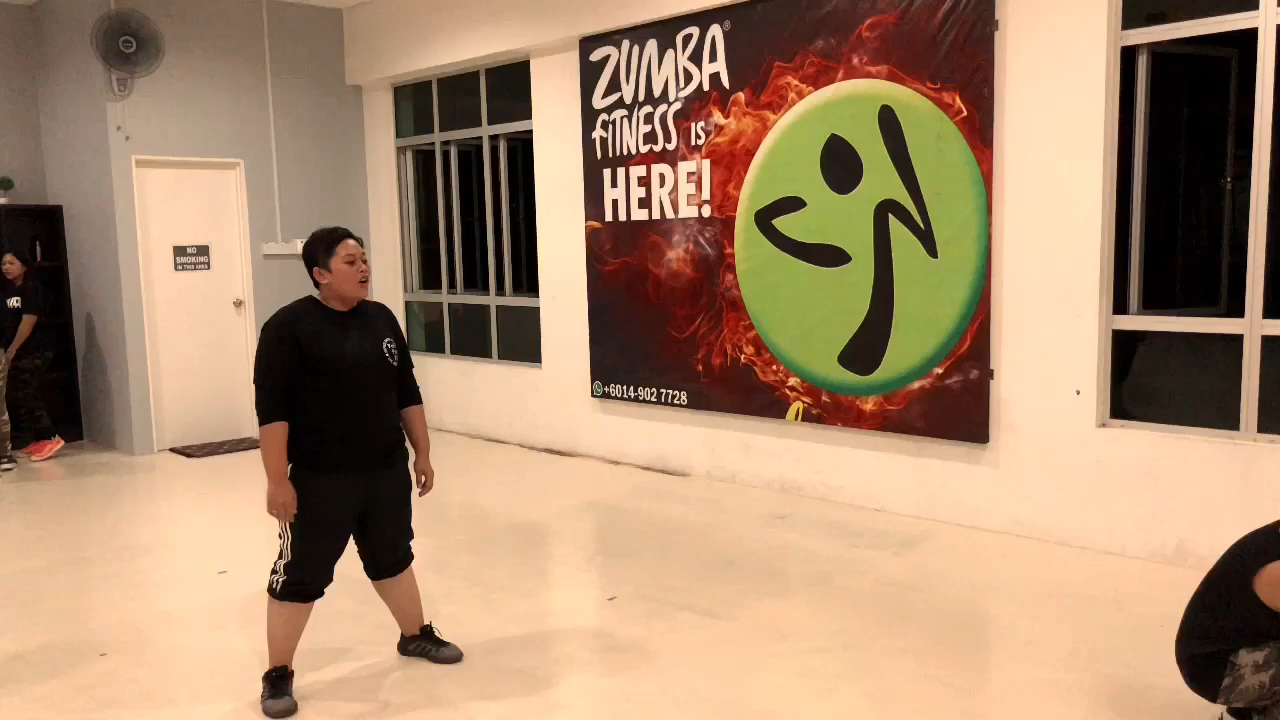 ZUMBA®
FITNESS IS
HERE!
+6014-902 7728
NO
SMOKING
IN THIS AREA